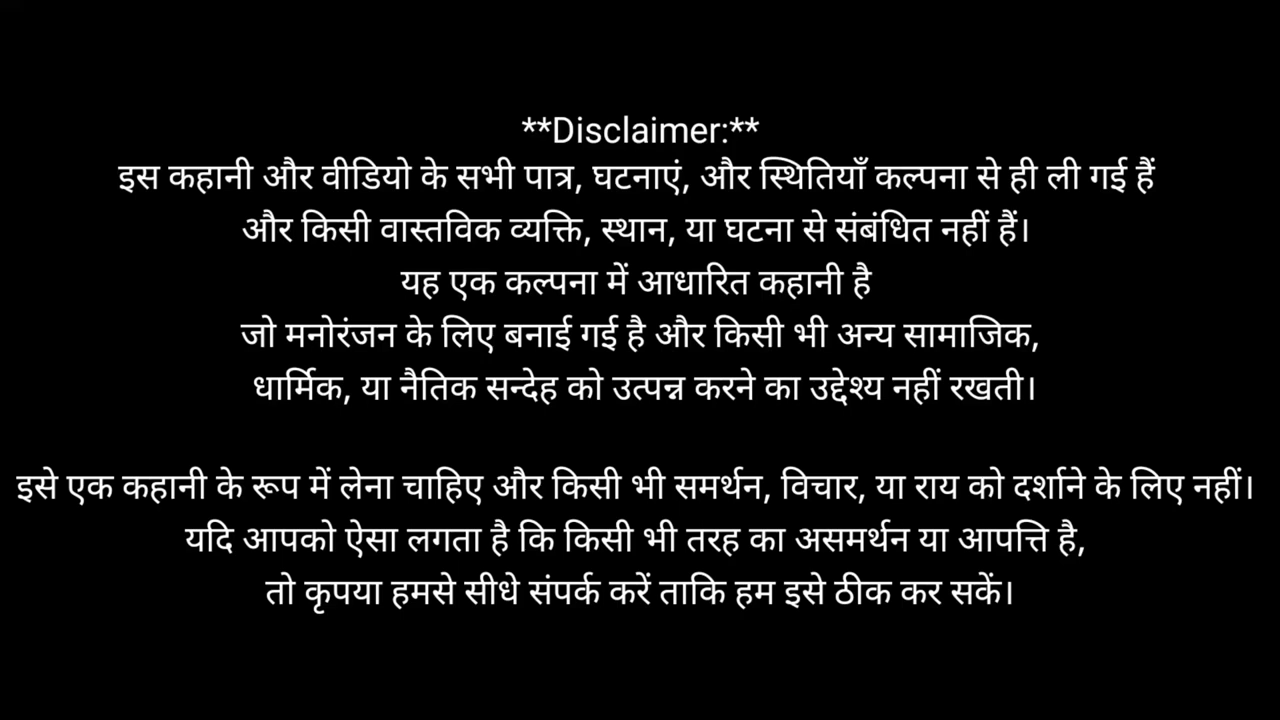 **Disclaimer:**
इस कहानी और वीडियो के सभी पात्र, घटनाएं, और स्थितियाँ कल्पना से ही ली गई हैं
और किसी वास्तविक व्यक्ति, स्थान, या घटना से संबंधित नहीं हैं।
यह एक कल्पना में आधारित कहानी है
जो मनोरंजन के लिए बनाई गई है और किसी भी अन्य सामाजिक,
धार्मिक, या नैतिक सन्देह को उत्पन्न करने का उद्देश्य नहीं रखती।
इसे एक कहानी के रूप में लेना चाहिए और किसी भी समर्थन, विचार, या राय को दर्शाने के लिए नहीं।
यदि आपको ऐसा लगता है कि किसी भी तरह का असमर्थन या आपत्ति है,
तो कृपया हमसे सीधे संपर्क करें ताकि हम इसे ठीक कर सकें।